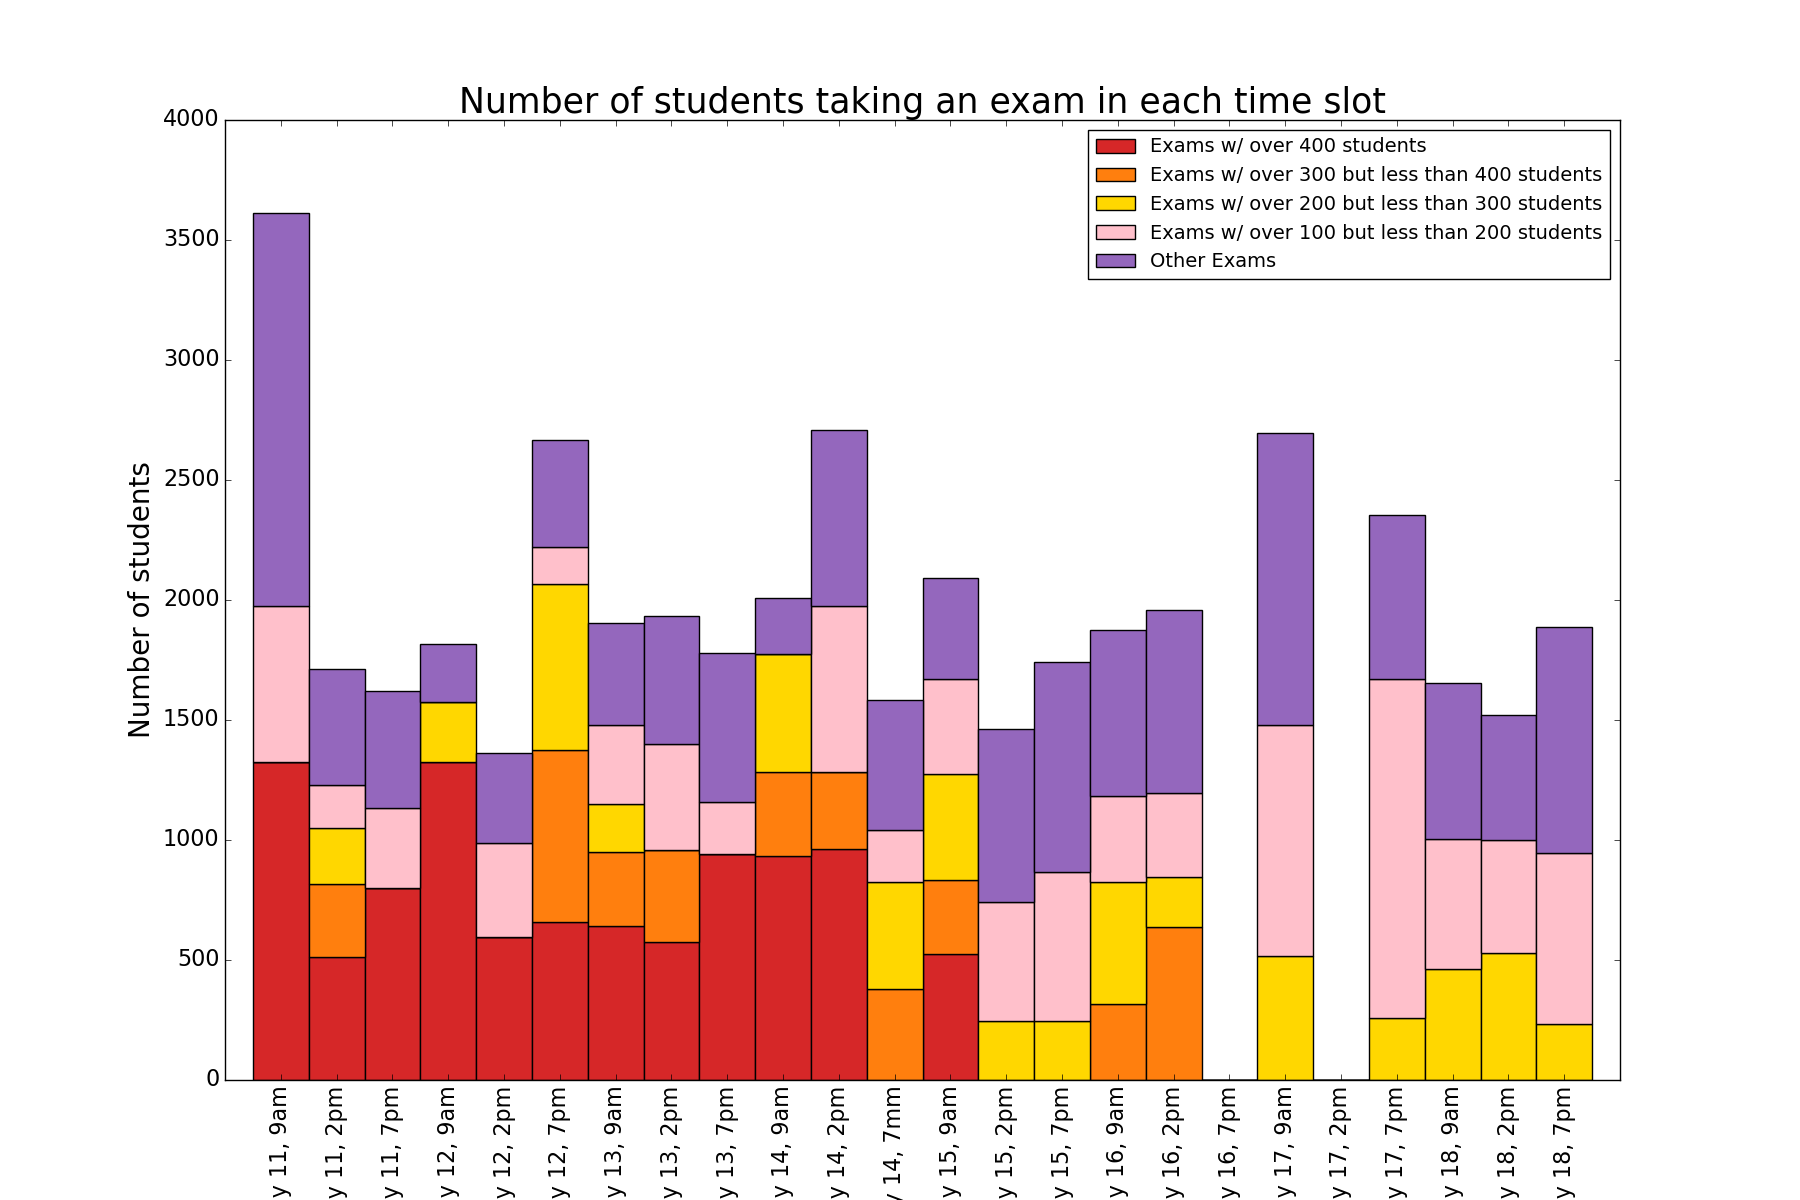 Number of students taking an exam in each time slot
Exams w/ over 400 students
Exams w/ over 300 but less than 400 students
Exams w/ over 200 but less than 300 students
Exams w/ over 100 but less than 200 students
Other Exams
4000
3500
3000
2500
2000
1500
1000
500
0
Number of students
y 11, 9am
y 11, 2pm
y 11, 7pm
y 12, 9am
y 12, 2pm
y 12, 7pm
y 13, 9am
y 13, 2pm
y 13, 7pm
y 14, 9am
y 14, 2pm
y 14, 7mm
y 15, 9am
y 15, 2pm
y 15, 7pm
y 16, 9am
y 16, 2pm
y 16, 7pm
y 17, 9am
y 17, 2pm
y 17, 7pm
y 18, 9am
y 18, 2pm
y 18, 7pm